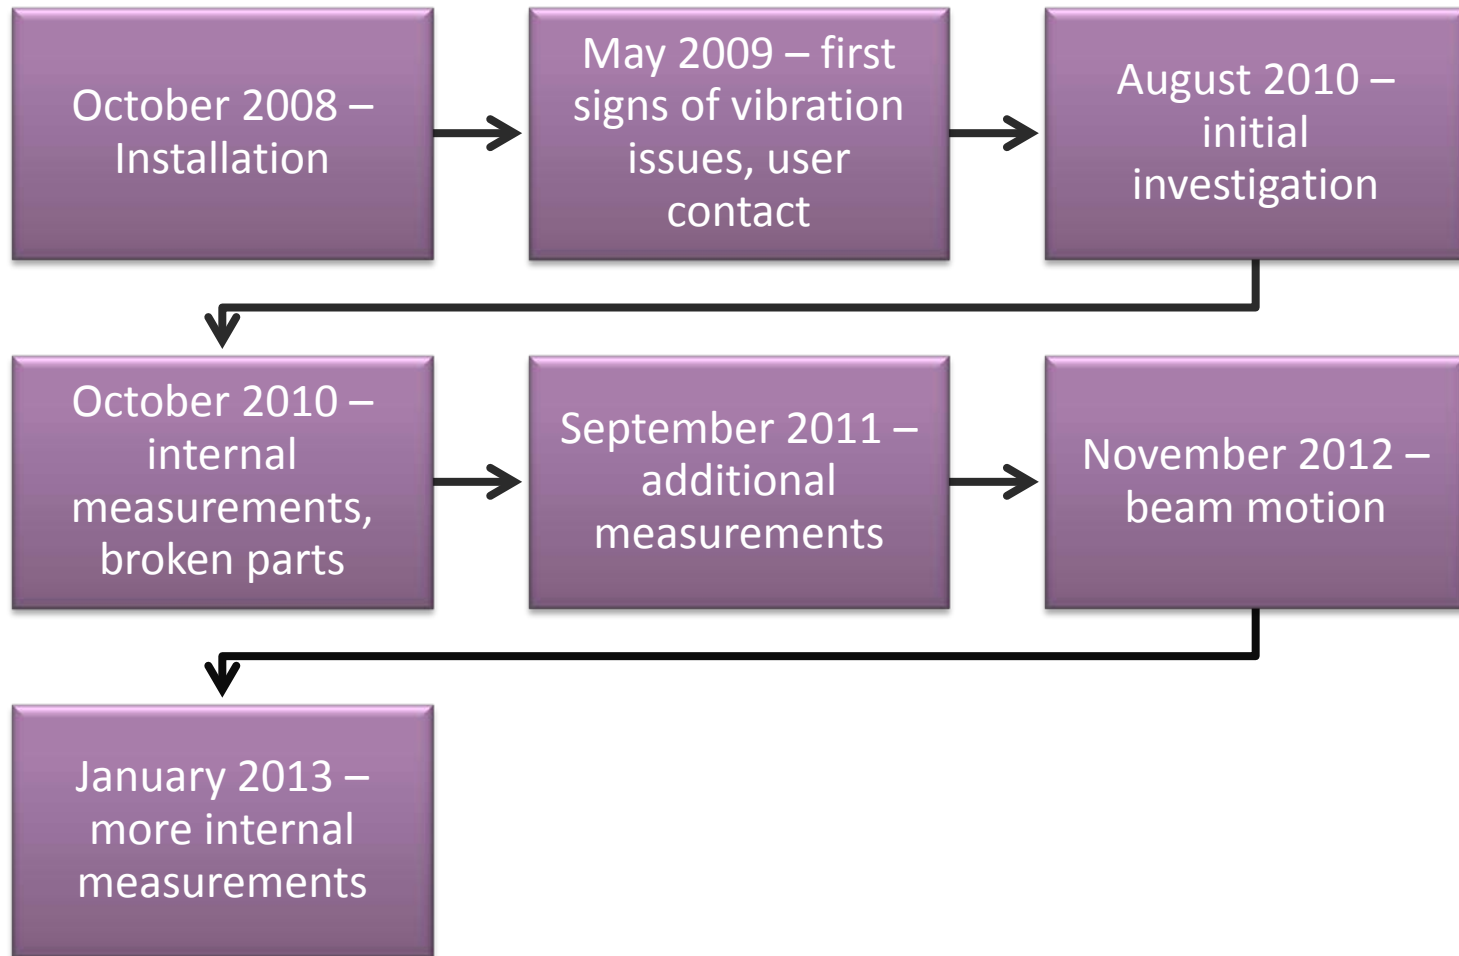 October 2008 –
Installation
May 2009 – first
signs of vibration
issues, user
contact
August 2010 –
initial
investigation
October 2010 –
internal
measurements,
broken parts
September 2011 –
additional
measurements
November 2012 –
beam motion
January 2013 –
more internal
measurements